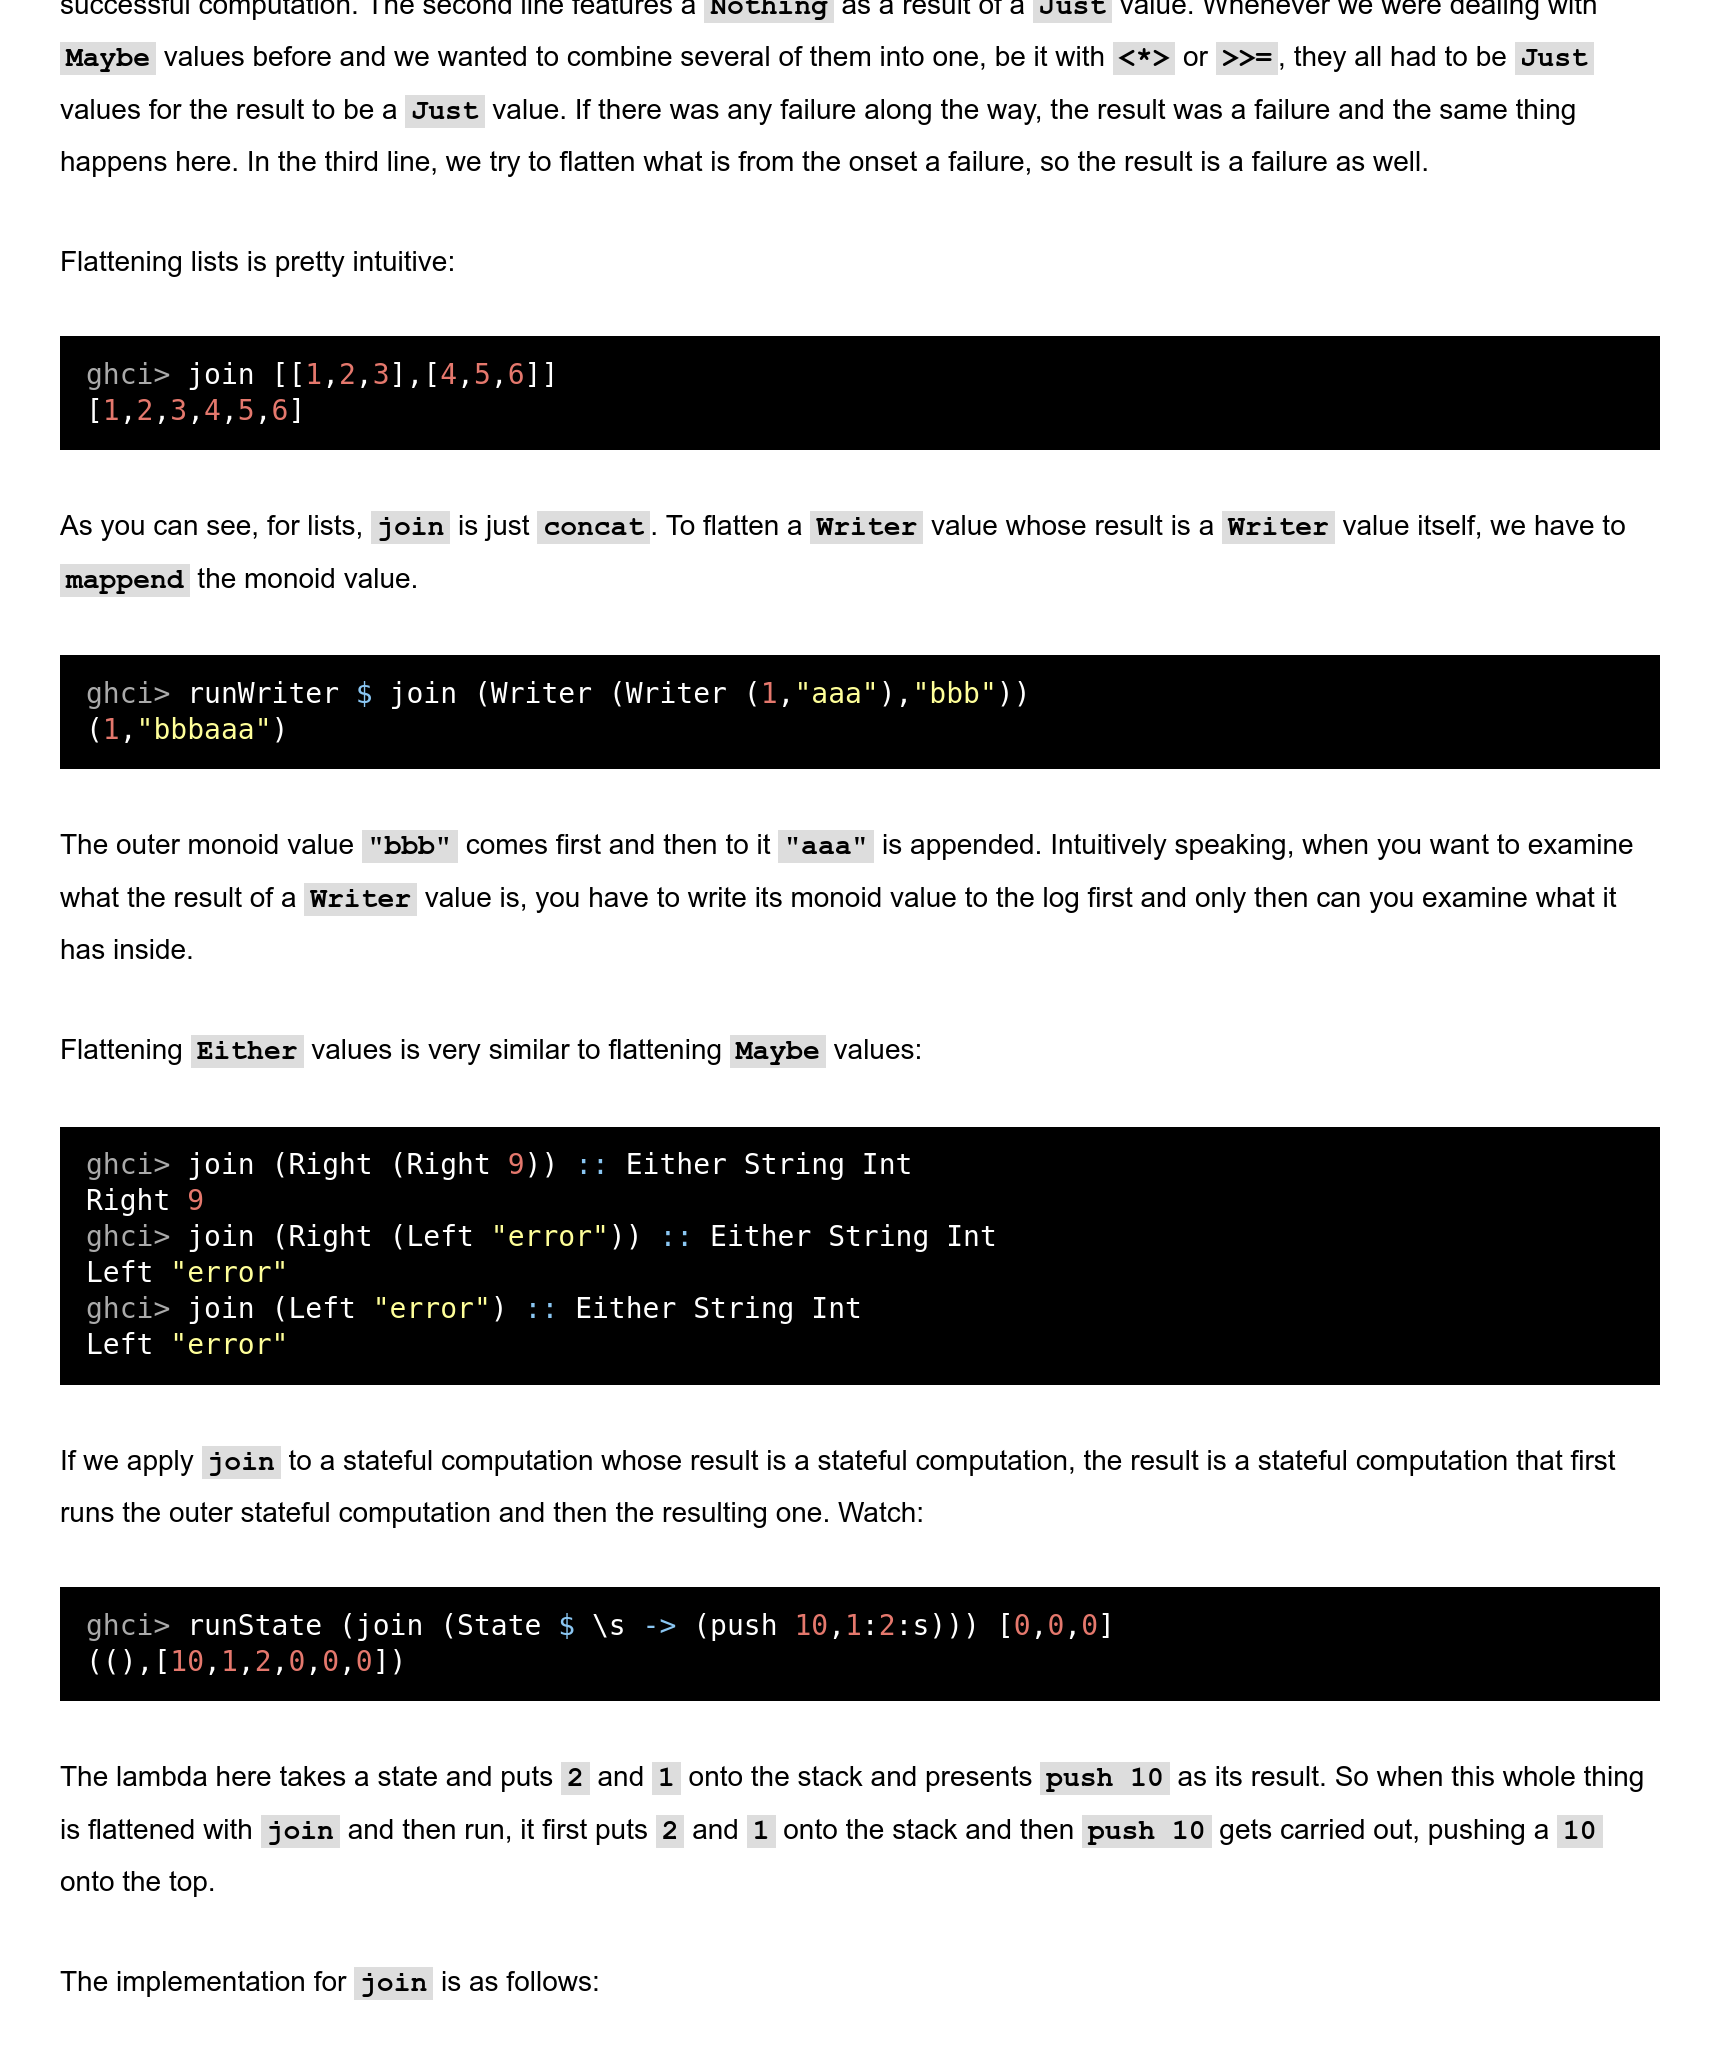 successful computation. The second line features a Nothing as a result of a Just value. Whenever we were dealing with
Maybe values before and we wanted to combine several of them into one, be it with <*> or >>=, they all had to be Just
values for the result to be a Just value. If there was any failure along the way, the result was a failure and the same thing
happens here. In the third line, we try to flatten what is from the onset a failure, so the result is a failure as well.
Flattening lists is pretty intuitive:
ghci> join [[1,2,3],[4,5,6]]
[1,2,3,4,5,6]
As you can see, for lists, join is just concat. To flatten a Writer value whose result is a Writer value itself, we have to
mappend the monoid value.
ghci> runWriter $ join (Writer (Writer (1,"aaa"),"bbb"))
(1,"bbbaaa")
The outer monoid value "bbb" comes first and then to it "aaa" is appended. Intuitively speaking, when you want to examine
what the result of a Writer value is, you have to write its monoid value to the log first and only then can you examine what it
has inside.
Flattening Either values is very similar to flattening Maybe values:
ghci> join (Right (Right 9)) :: Either String Int
Right 9
ghci> join (Right (Left "error")) :: Either String Int
Left "error"
ghci> join (Left "error") :: Either String Int
Left "error"
If we apply join to a stateful computation whose result is a stateful computation, the result is a stateful computation that first
runs the outer stateful computation and then the resulting one. Watch:
ghci> runState (join (State $ \s -> (push 10,1:2:s))) [0,0,0]
((),[10,1,2,0,0,0])
The lambda here takes a state and puts 2 and 1 onto the stack and presents push 10 as its result. So when this whole thing
is flattened with join and then run, it first puts 2 and 1 onto the stack and then push 10 gets carried out, pushing a 10
onto the top.
The implementation for join is as follows: